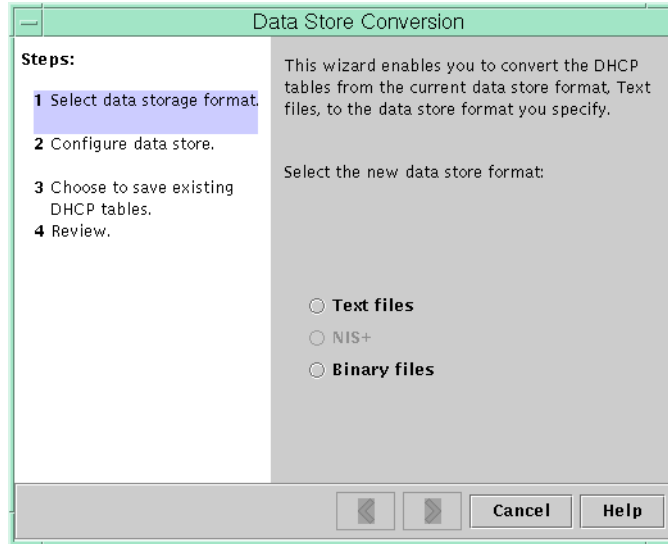 Data Store Conversion
Steps:
1 Select data storage format.
2 Configure data store.
3 Choose to save existing
DHCP tables.
4 Review.
This wizard enables you to convert the DHCP
tables from the current data store format, Text
files, to the data store format you specify.
Select the new data store format:
Text files
NIS+
Binary files
Cancel
Help